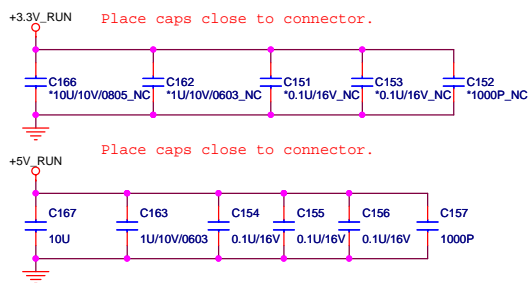 +3.3V_RUN
Place caps close to connector.
C166 C162 C151 C153 C152
*10U/10V/0805_NC *1U/10V/0603_NC *0.1U/16V_NC *0.1U/16V_NC *1000P_NC
Place caps close to connector.
+5V_RUN
C167 C163 C154 C155 C156 C157
10U 1U/10V/0603 0.1U/16V 0.1U/16V 0.1U/16V 1000P